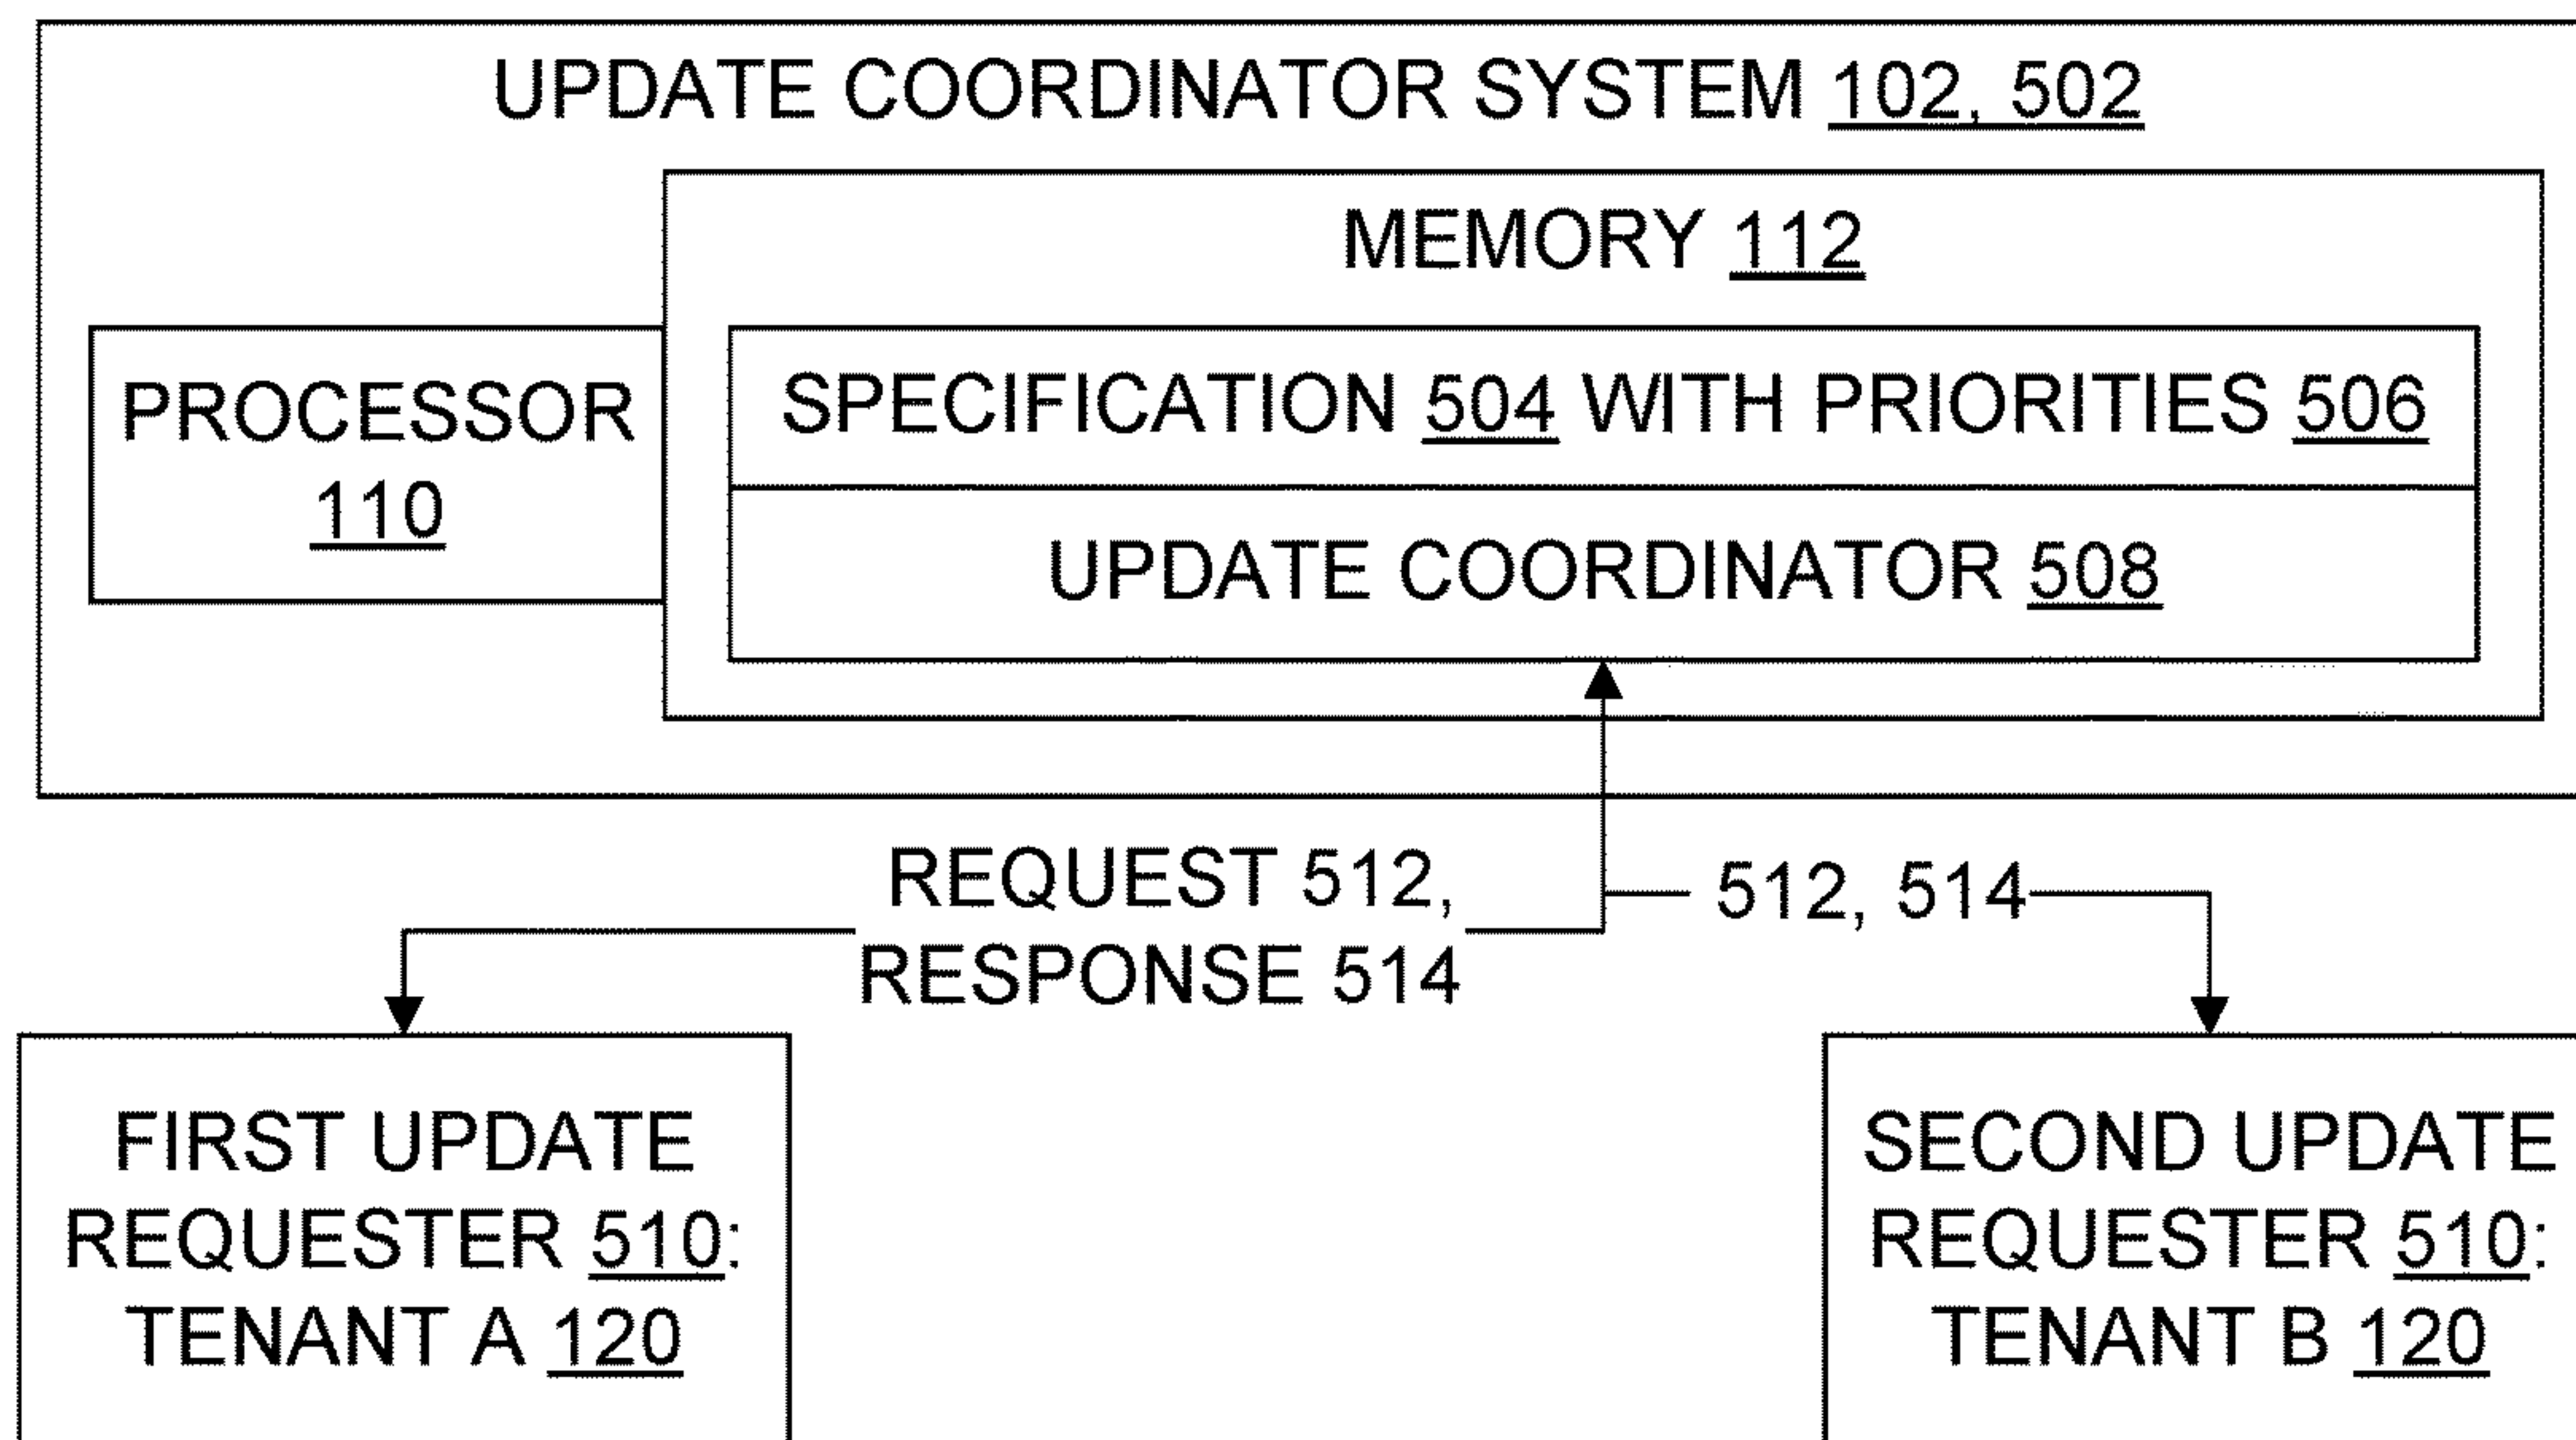 UPDATE COORDINATOR SYSTEM 102, 502
MEMORY 112
PROCESSOR
110
SPECIFICATION 504 WITH PRIORITIES 506
UPDATE COORDINATOR 508
REQUEST 512,
RESPONSE 514
512, 514
FIRST UPDATE
REQUESTER 510:
TENANT A 120
SECOND UPDATE
REQUESTER 510:
TENANT B 120